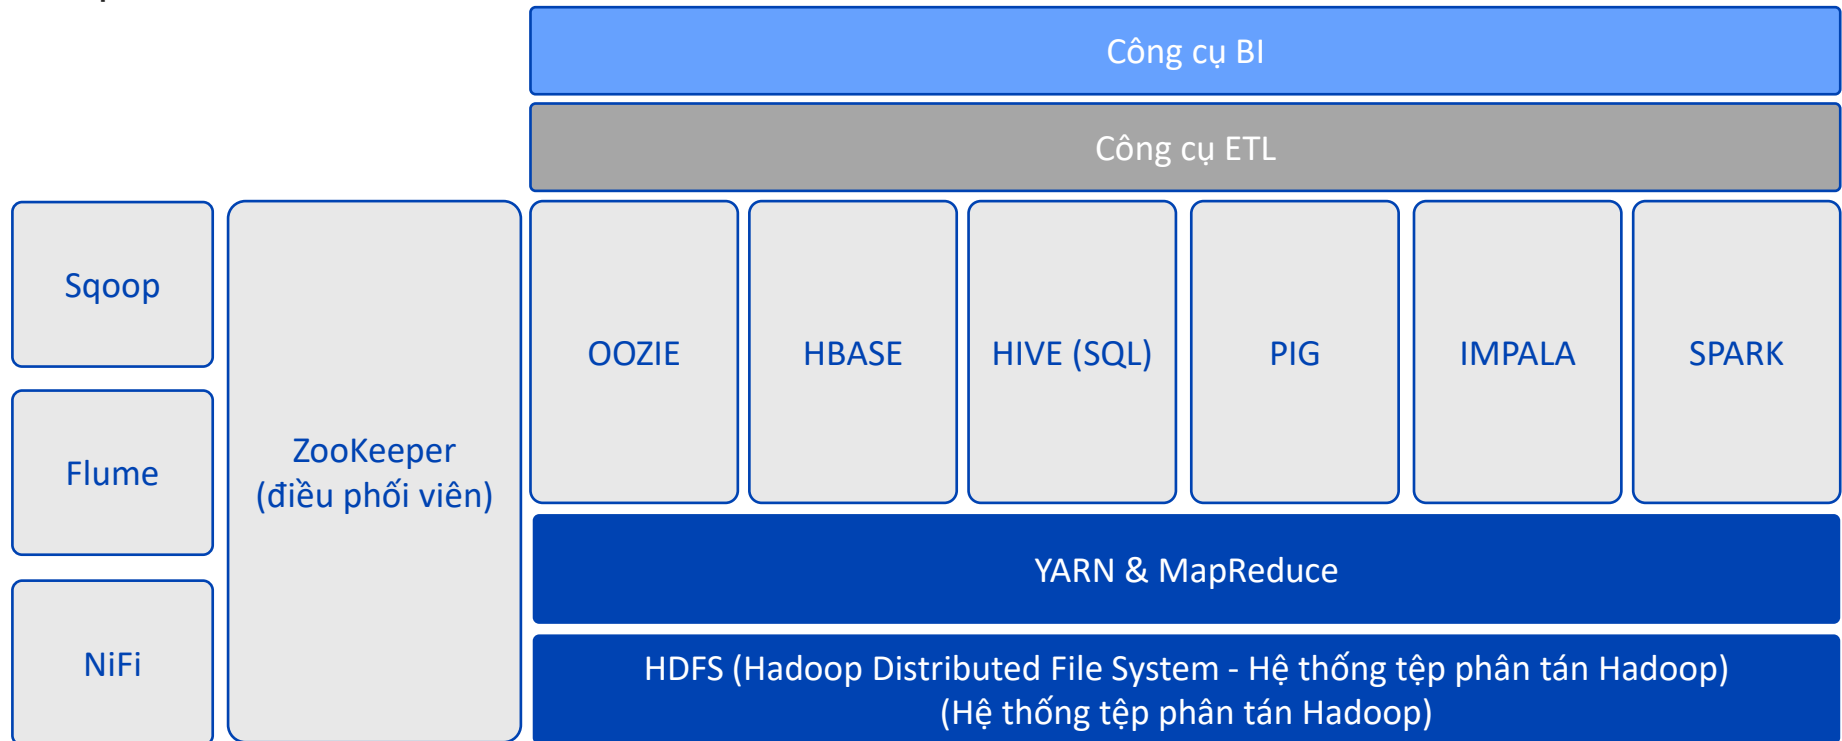 Công cụ BI
Công cụ ETL
Sqoop
Flume
NiFi
ZooKeeper
(điều phối viên)
OOZIE
HBASE
HIVE (SQL)
PIG
IMPALA
SPARK
YARN & MapReduce
HDFS (Hadoop Distributed File System - Hệ thống tệp phân tán Hadoop)
(Hệ thống tệp phân tán Hadoop)